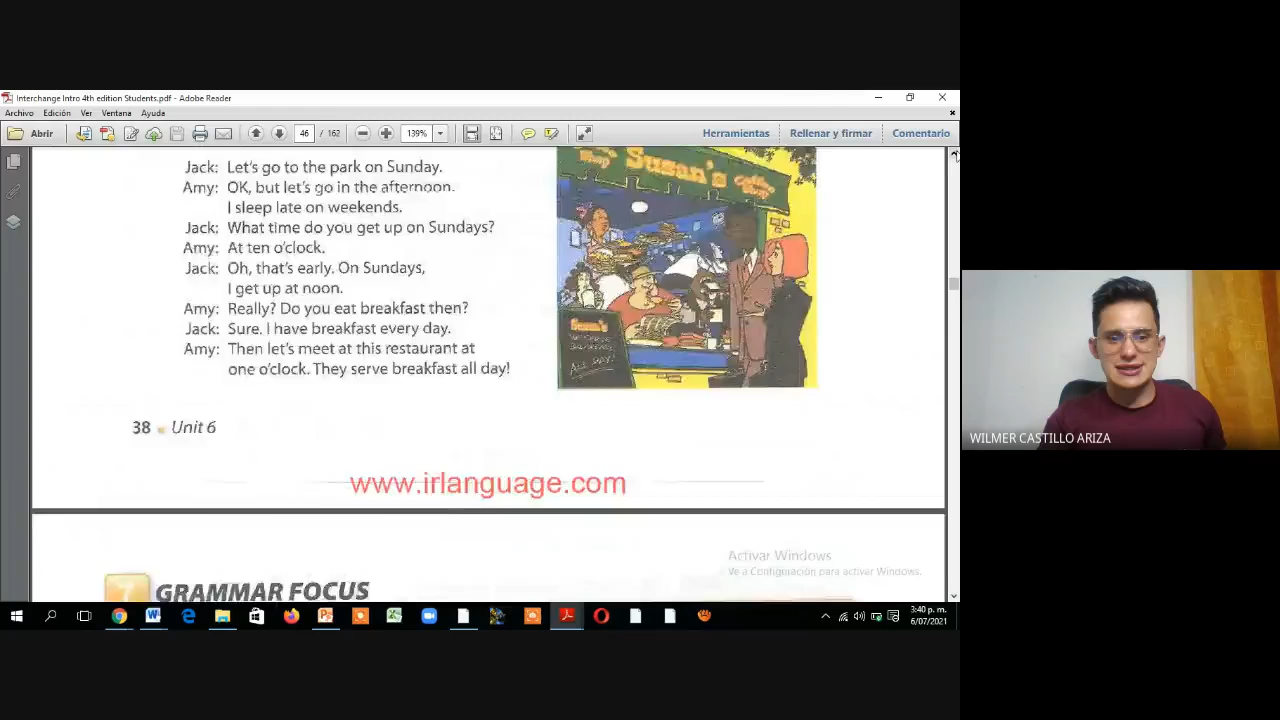 Interchange Intro 4th edition Students.pdf - Adobe Reader
Archivo Edición Ver Ventana Ayuda
Abrir 46 / 162 139% Herramientas Rellenar y firmar Comentario
Jack: Let's go to the park on Sunday.
Amy: OK, but let's go in the afternoon.
I sleep late on weekends.
Jack: What time do you get up on Sundays?
Amy: At ten o'clock.
Jack: Oh, that's early. On Sundays,
I get up at noon.
Amy: Really? Do you eat breakfast then?
Jack: Sure. I have breakfast every day.
Amy: Then let's meet at this restaurant at
one o'clock. They serve breakfast all day!
Susan's
Coffee
Shop
38 Unit 6
www.irlanguage.com
GRAMMAR FOCUS
Activar Windows
Ve a Configuración para activar Windows.
3:40 p. m.
6/07/2021
WILMER CASTILLO ARIZA